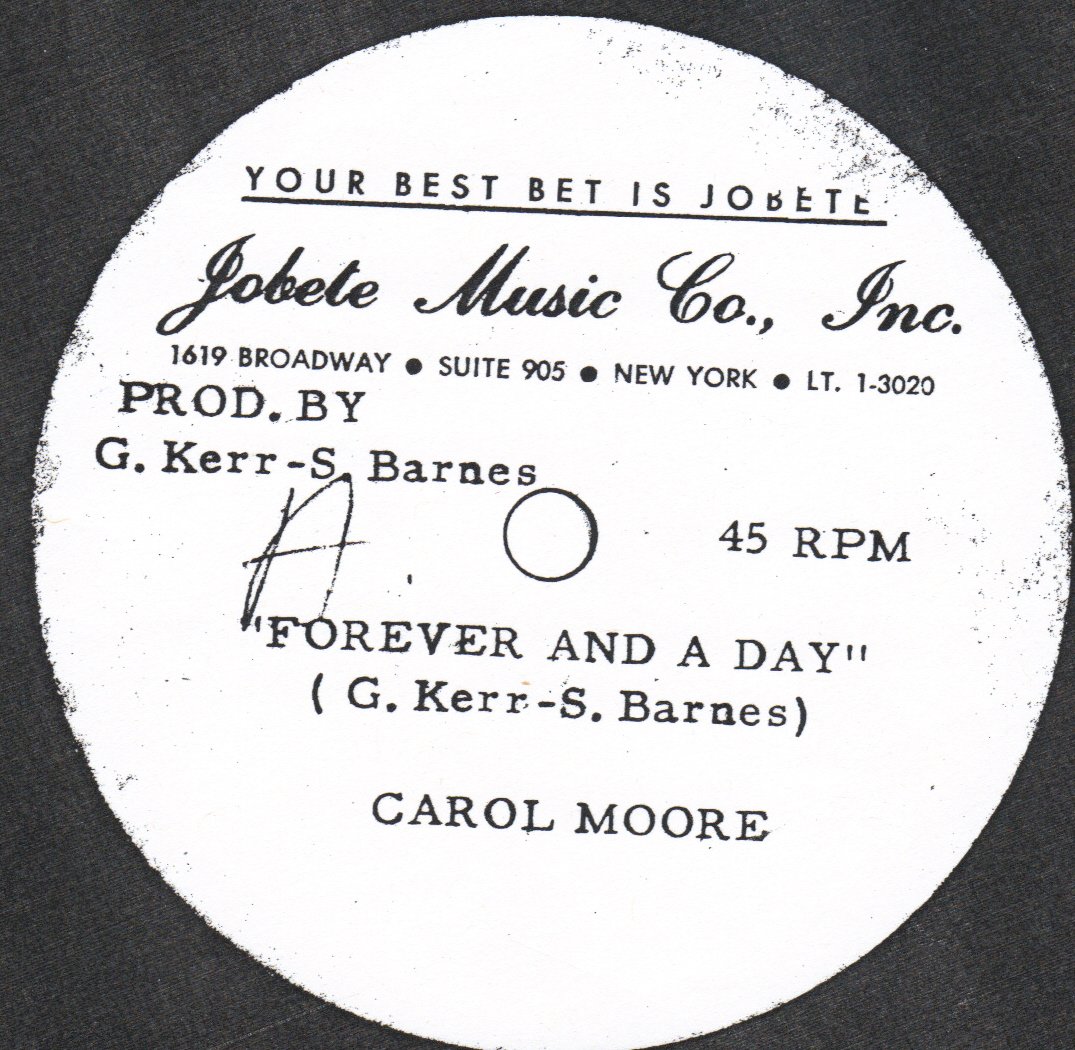 YOUR BEST BET IS JOBETE
Jobete Music Co., Inc.
1619 BROADWAY ● SUITE 905 ● NEW YORK ● LT. 1-3020
PROD. BY
G. Kerr-S. Barnes
A
45 RPM
"FOREVER AND A DAY"
( G. Kerr-S. Barnes)
CAROL MOORE